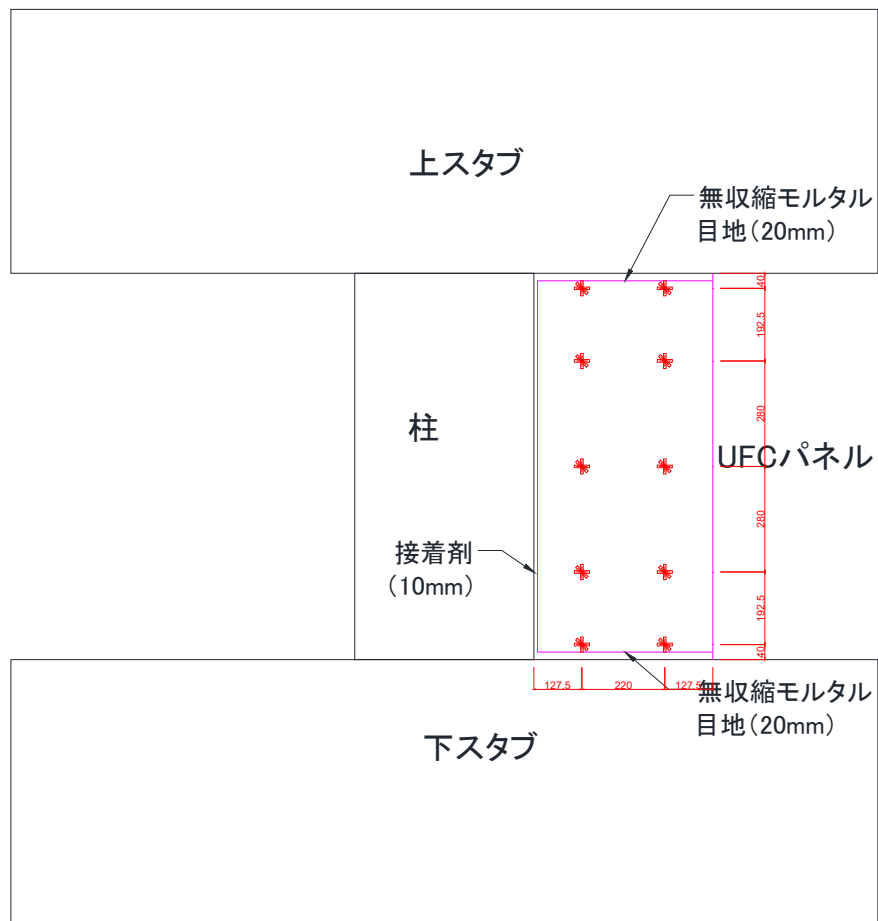 上スタブ
無収縮モルタル
目地（20mm）
40
192.5
柱
280
UFCパネル
280
接着剤
（10mm）
192.5
40
127.5
220
127.5
無収縮モルタル
目地（20mm）
下スタブ